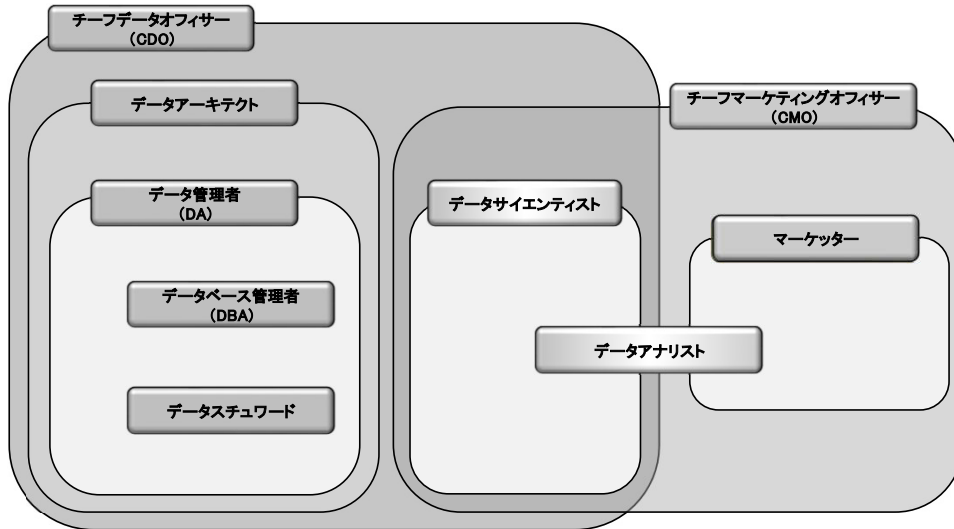 チーフデータオフィサー
(CDO)
データアーキテクト
チーフマーケティングオフィサー
(CMO)
データ管理者
(DA)
データサイエンティスト
マーケッター
データベース管理者
(DBA)
データアナリスト
データスチュワード